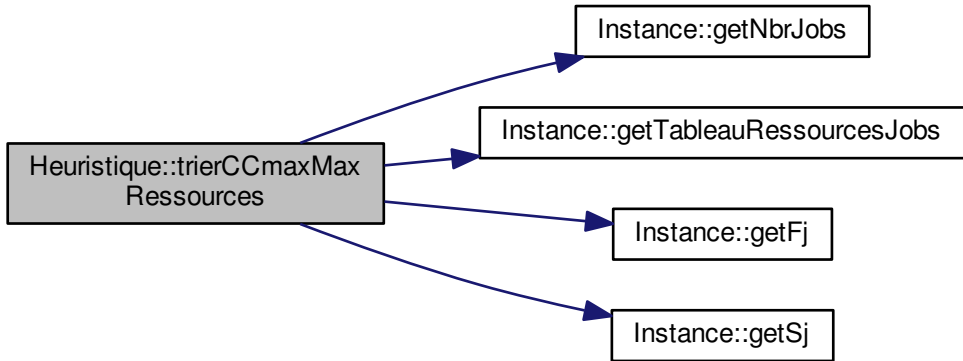 Instance::getNbrJobs
Instance::getTableauRessourcesJobs
Heuristique::trierCCmaxMax
Ressources
Instance::getFj
Instance::getSj